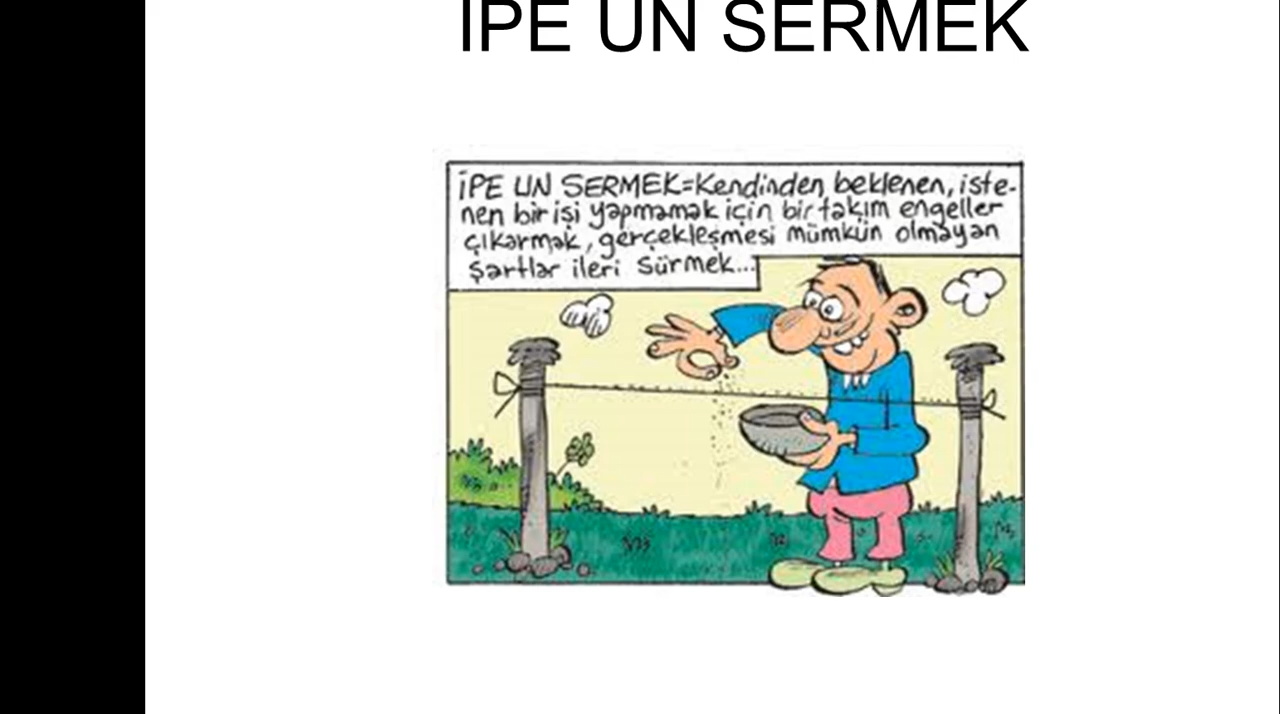 İPE UN SERMEK
İPE UN SERMEK=Kendinden beklenen, iste-
nen bir işi yapmamak için bir takım engeller
çıkarmak, gerçekleşmesi mümkün olmayan
şartlar ileri sürmek...